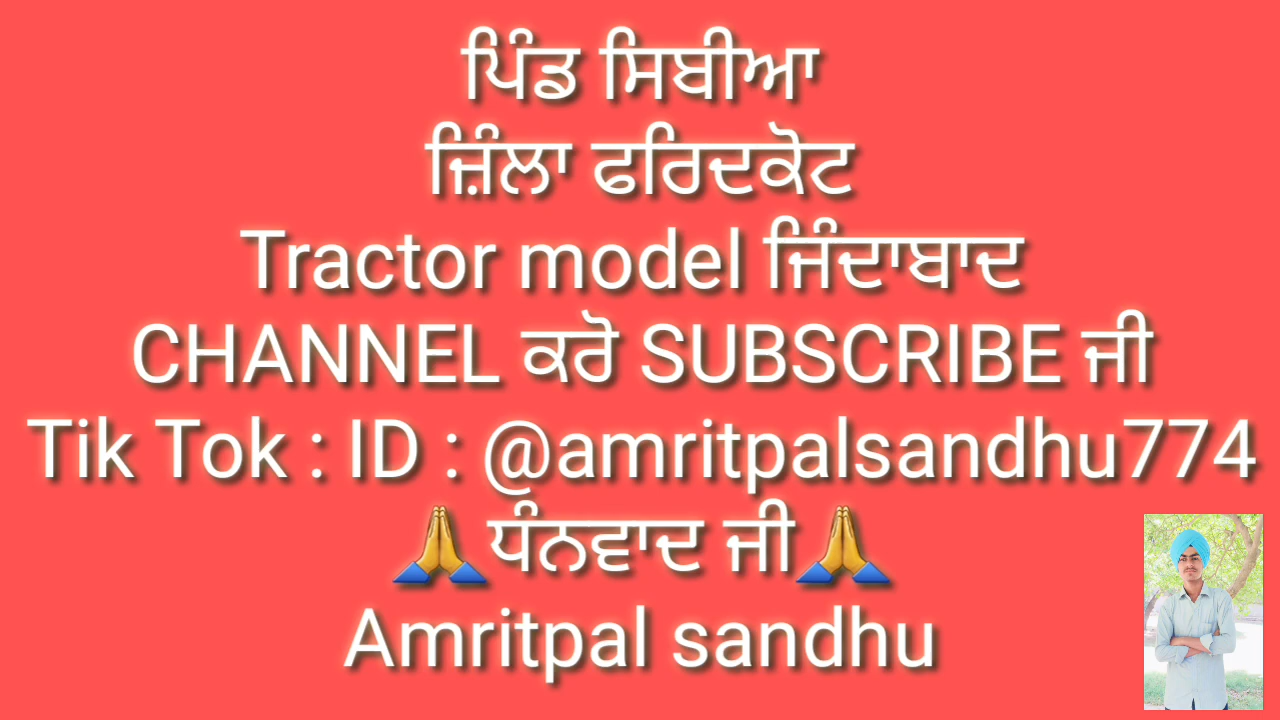 ਪਿੰਡ ਸਿਬੀਆ
ਜ਼ਿੰਲਾ ਫਰਿਦਕੋਟ
Tractor model ਜਿੰਦਾਬਾਦ
CHANNEL ਕਰੋ SUBSCRIBE ਜੀ
Tik Tok : ID : @amritpalsandhu774
🙏ਧੰਨਵਾਦ ਜੀ🙏
Amritpal sandhu